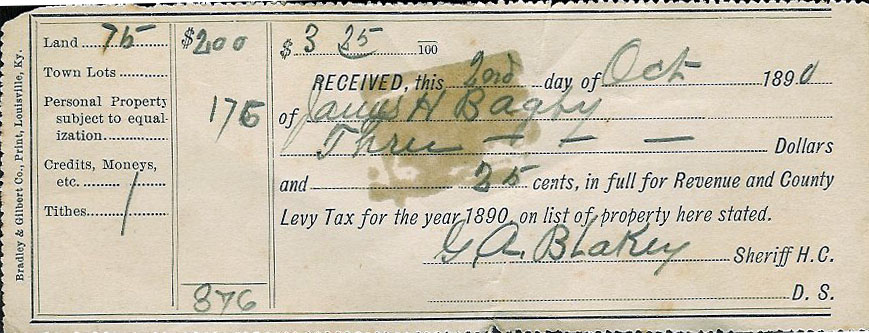 Bradley & Gilbert Co., Print, Louisville, Ky.
Land 75 $200
Town Lots
Personal Property
subject to equal-
ization 175
Credits, Moneys,
etc.
Tithes 1
376
$ 3 25/100
RECEIVED, this 2nd day of Oct 1890
of James H Bagby
Three — — — Dollars
and 25 cents, in full for Revenue and County
Levy Tax for the year 1890, on list of property here stated.
G. A. Blakey Sheriff H. C.
D. S.